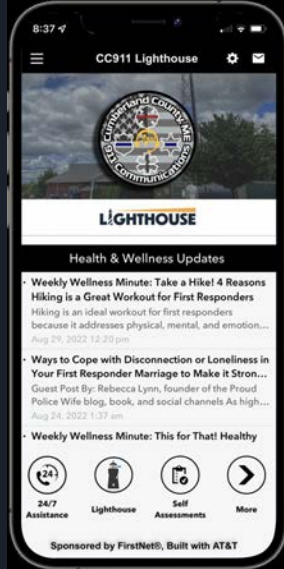 8:37
CC911 Lighthouse
Cumberland County, ME
911 Communications
LIGHTHOUSE
Health & Wellness Updates
Weekly Wellness Minute: Take a Hike! 4 Reasons
Hiking is a Great Workout for First Responders
Hiking is an ideal workout for first responders
because it addresses physical, mental, and emotion...
Aug 29, 2022 12:20 pm
Ways to Cope with Disconnection or Loneliness in
Your First Responder Marriage to Make it Stron...
Guest Post By: Rebecca Lynn, founder of the Proud
Police Wife blog, book, and social channels As high...
Aug 24, 2022 1:37 am
Weekly Wellness Minute: This for That! Healthy
24/7
24/7
Assistance
Lighthouse
Self
Assessments
More
Sponsored by FirstNet®, Built with AT&T